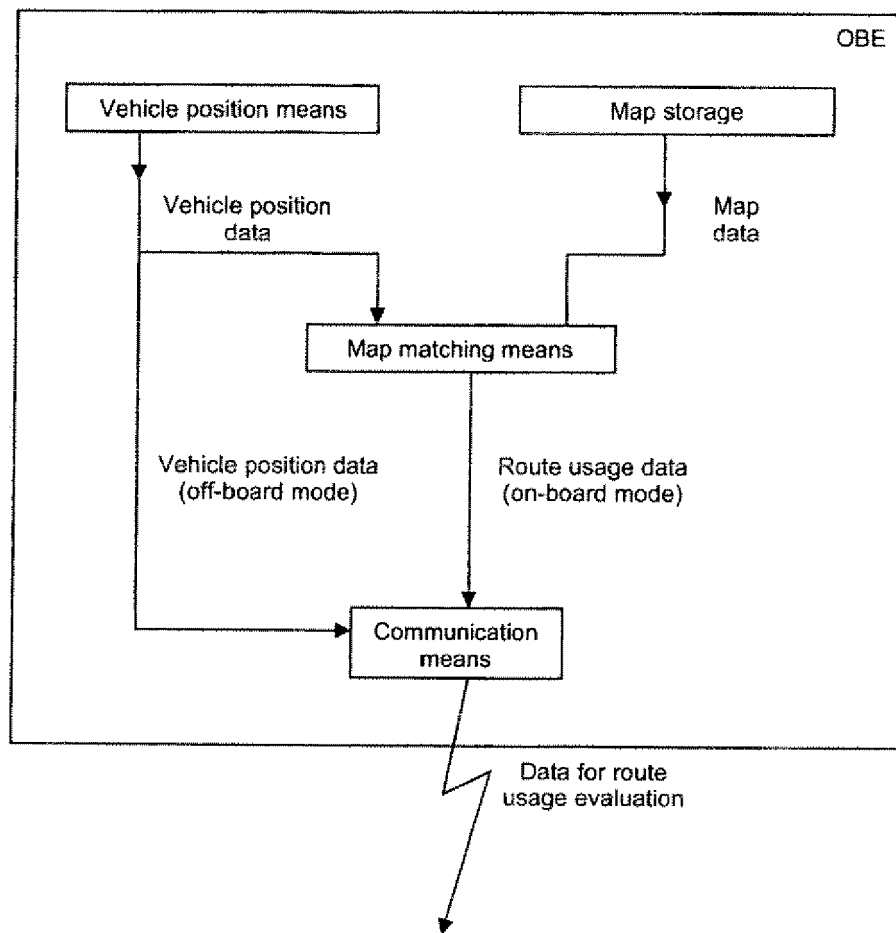 OBE
Vehicle position means
Map storage
Vehicle position
data
Map
data
Map matching means
Vehicle position data
(off-board mode)
Route usage data
(on-board mode)
Communication
means
Data for route
usage evaluation